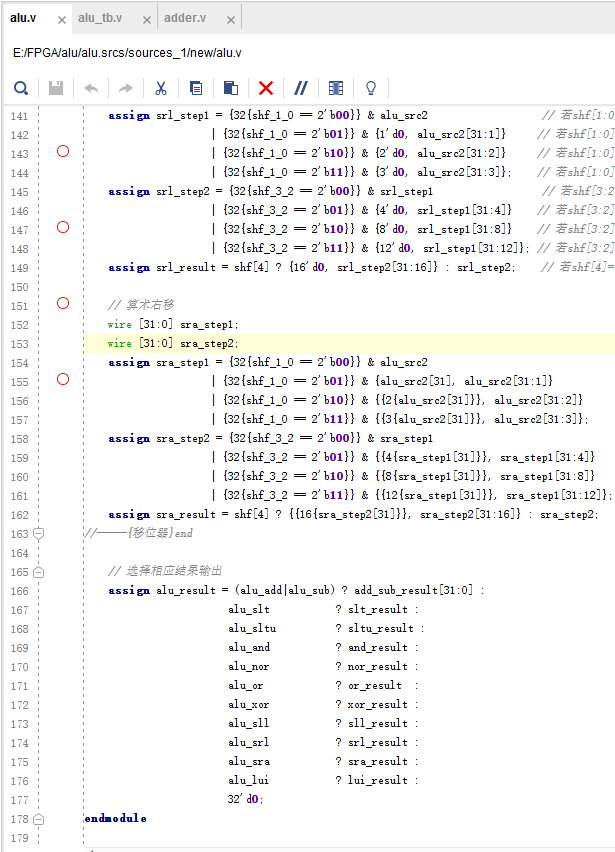 alu.v × alu_tb.v × adder.v ×
E:/FPGA/alu/alu.srcs/sources_1/new/alu.v
141 assign srl_step1 = {32{shf_1_0 == 2'b00}} & alu_src2 // 若shf[1:0
142 | {32{shf_1_0 == 2'b01}} & {1'd0, alu_src2[31:1]} // 若shf[1:0]
143 | {32{shf_1_0 == 2'b10}} & {2'd0, alu_src2[31:2]} // 若shf[1:0]
144 | {32{shf_1_0 == 2'b11}} & {3'd0, alu_src2[31:3]}; // 若shf[1:0]
145 assign srl_step2 = {32{shf_3_2 == 2'b00}} & srl_step1 // 若shf[3:2
146 | {32{shf_3_2 == 2'b01}} & {4'd0, srl_step1[31:4]} // 若shf[3:2]
147 | {32{shf_3_2 == 2'b10}} & {8'd0, srl_step1[31:8]} // 若shf[3:2]
148 | {32{shf_3_2 == 2'b11}} & {12'd0, srl_step1[31:12]}; // 若shf[3:2]
149 assign srl_result = shf[4] ? {16'd0, srl_step2[31:16]} : srl_step2; // 若shf[4]=
150
151 // 算术右移
152 wire [31:0] sra_step1;
153 wire [31:0] sra_step2;
154 assign sra_step1 = {32{shf_1_0 == 2'b00}} & alu_src2
155 | {32{shf_1_0 == 2'b01}} & {alu_src2[31], alu_src2[31:1]}
156 | {32{shf_1_0 == 2'b10}} & {{2{alu_src2[31]}}, alu_src2[31:2]}
157 | {32{shf_1_0 == 2'b11}} & {{3{alu_src2[31]}}, alu_src2[31:3]};
158 assign sra_step2 = {32{shf_3_2 == 2'b00}} & sra_step1
159 | {32{shf_3_2 == 2'b01}} & {{4{sra_step1[31]}}, sra_step1[31:4]}
160 | {32{shf_3_2 == 2'b10}} & {{8{sra_step1[31]}}, sra_step1[31:8]}
161 | {32{shf_3_2 == 2'b11}} & {{12{sra_step1[31]}}, sra_step1[31:12]};
162 assign sra_result = shf[4] ? {{16{sra_step2[31]}}, sra_step2[31:16]} : sra_step2;
163 //-----{移位器}end
164
165 // 选择相应结果输出
166 assign alu_result = (alu_add|alu_sub) ? add_sub_result[31:0] :
167 alu_slt ? slt_result :
168 alu_sltu ? sltu_result :
169 alu_and ? and_result :
170 alu_nor ? nor_result :
171 alu_or ? or_result :
172 alu_xor ? xor_result :
173 alu_sll ? sll_result :
174 alu_srl ? srl_result :
175 alu_sra ? sra_result :
176 alu_lui ? lui_result :
177 32'd0;
178 endmodule
179